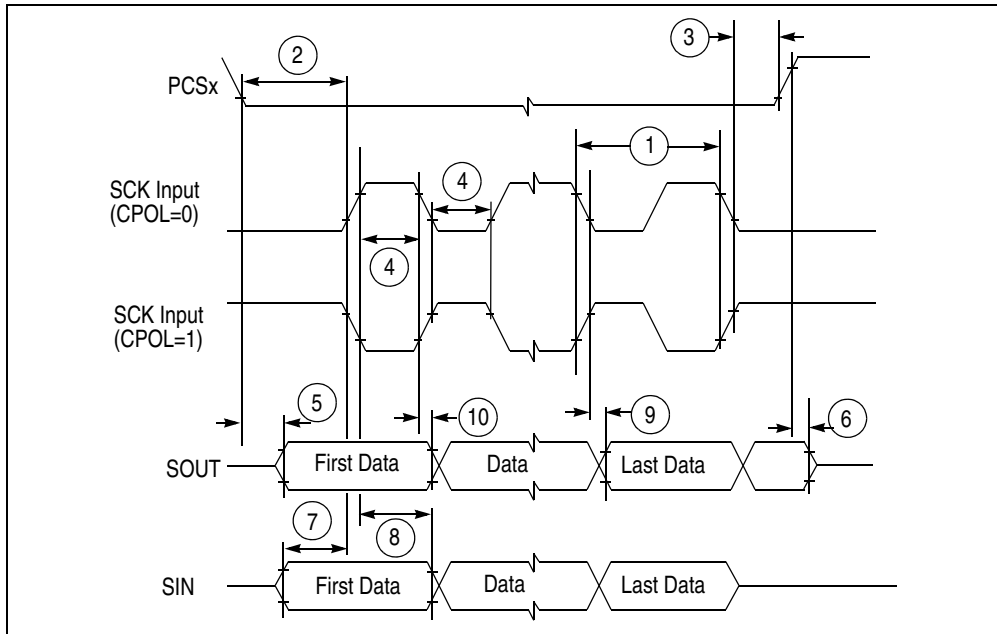 3
2
PCSx
1
SCK Input
(CPOL=0)
4
4
SCK Input
(CPOL=1)
5
10
9
6
SOUT
First Data
Data
Last Data
7
8
SIN
First Data
Data
Last Data